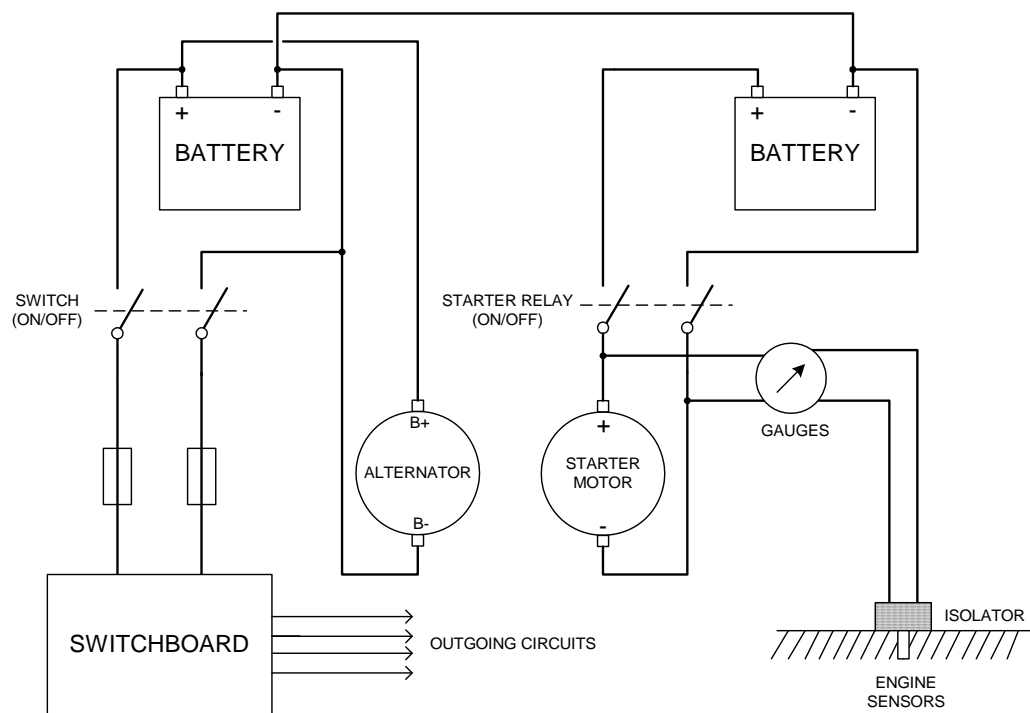 + -
BATTERY
+ -
BATTERY
SWITCH
(ON/OFF)
STARTER RELAY
(ON/OFF)
GAUGES
B+
ALTERNATOR
B-
+
STARTER
MOTOR
-
SWITCHBOARD
OUTGOING CIRCUITS
ISOLATOR
ENGINE
SENSORS